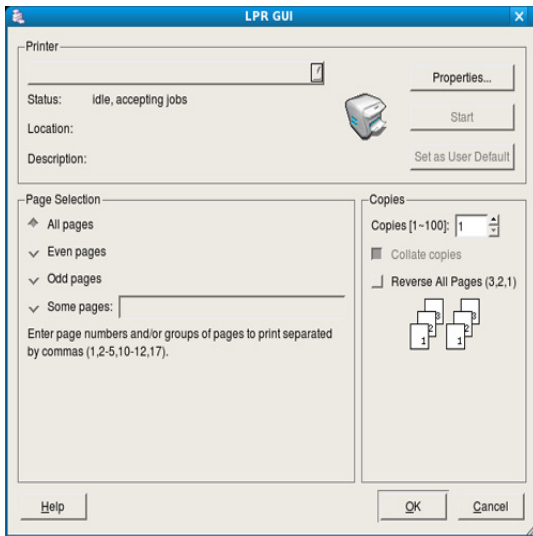 LPR GUI
Printer
Properties...
Status: idle, accepting jobs
Start
Location:
Description:
Set as User Default
Page Selection
All pages
Even pages
Odd pages
Some pages:
Enter page numbers and/or groups of pages to print separated
by commas (1,2-5,10-12,17).
Copies
Copies [1~100]: 1
Collate copies
Reverse All Pages (3,2,1)
3 3
2 2
1 1
Help
OK
Cancel